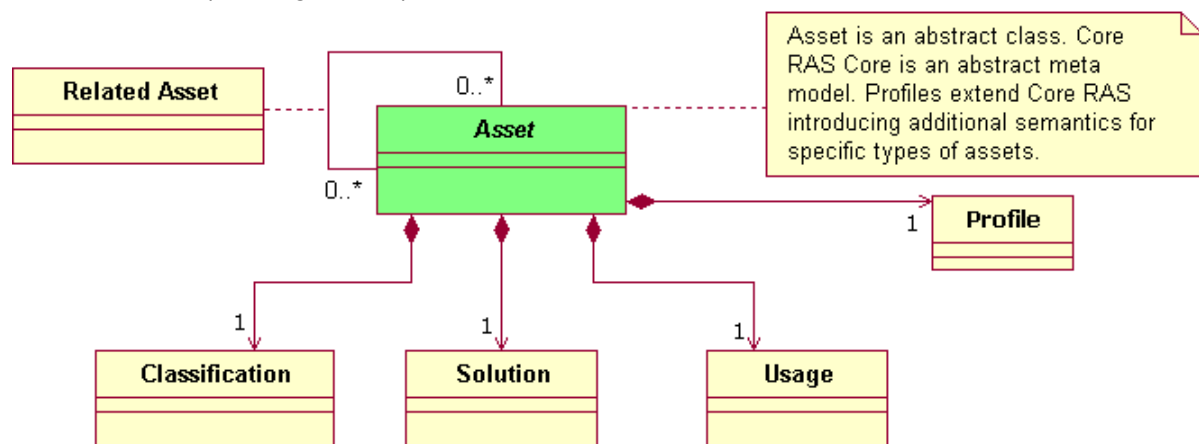 Asset is an abstract class. Core
RAS Core is an abstract meta
model. Profiles extend Core RAS
introducing additional semantics for
specific types of assets.
Related Asset
0..*
Asset
0..*
1
Profile
1
1
1
Classification
Solution
Usage